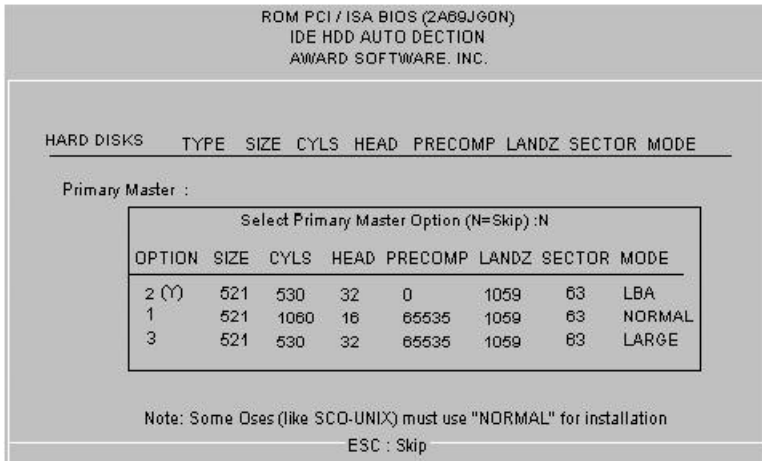 ROM PCI / ISA BIOS (2A69JG0N)
IDE HDD AUTO DECTION
AWARD SOFTWARE. INC.
HARD DISKS TYPE SIZE CYLS HEAD PRECOMP LANDZ SECTOR MODE
Primary Master :
Select Primary Master Option (N=Skip) :N
OPTION SIZE CYLS HEAD PRECOMP LANDZ SECTOR MODE
2 (Y) 521 530 32 0 1059 63 LBA
1 521 1060 16 65535 1059 63 NORMAL
3 521 530 32 65535 1059 63 LARGE
Note: Some Oses (like SCO-UNIX) must use "NORMAL" for installation
ESC : Skip